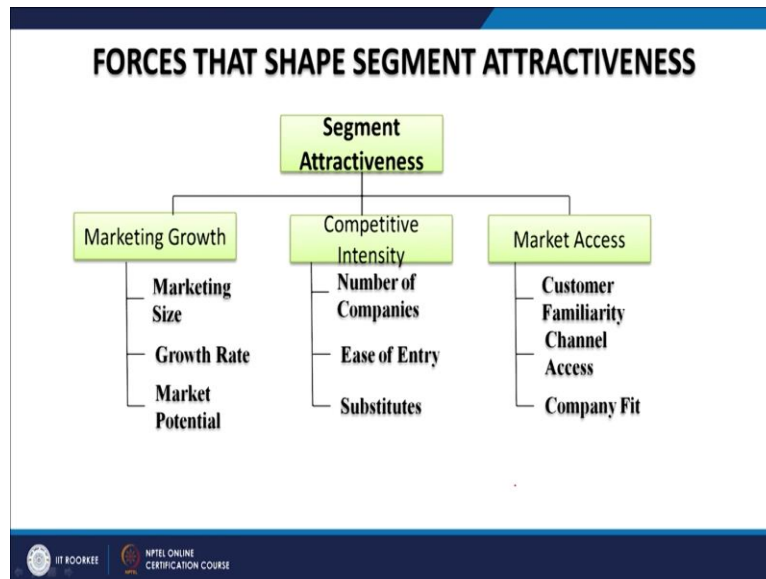 FORCES THAT SHAPE SEGMENT ATTRACTIVENESS
Segment
Attractiveness
Marketing Growth
Marketing
Size
Growth Rate
Market
Potential
Competitive
Intensity
Number of
Companies
Ease of Entry
Substitutes
Market Access
Customer
Familiarity
Channel
Access
Company Fit
IIT ROORKEE
NPTEL ONLINE
CERTIFICATION COURSE